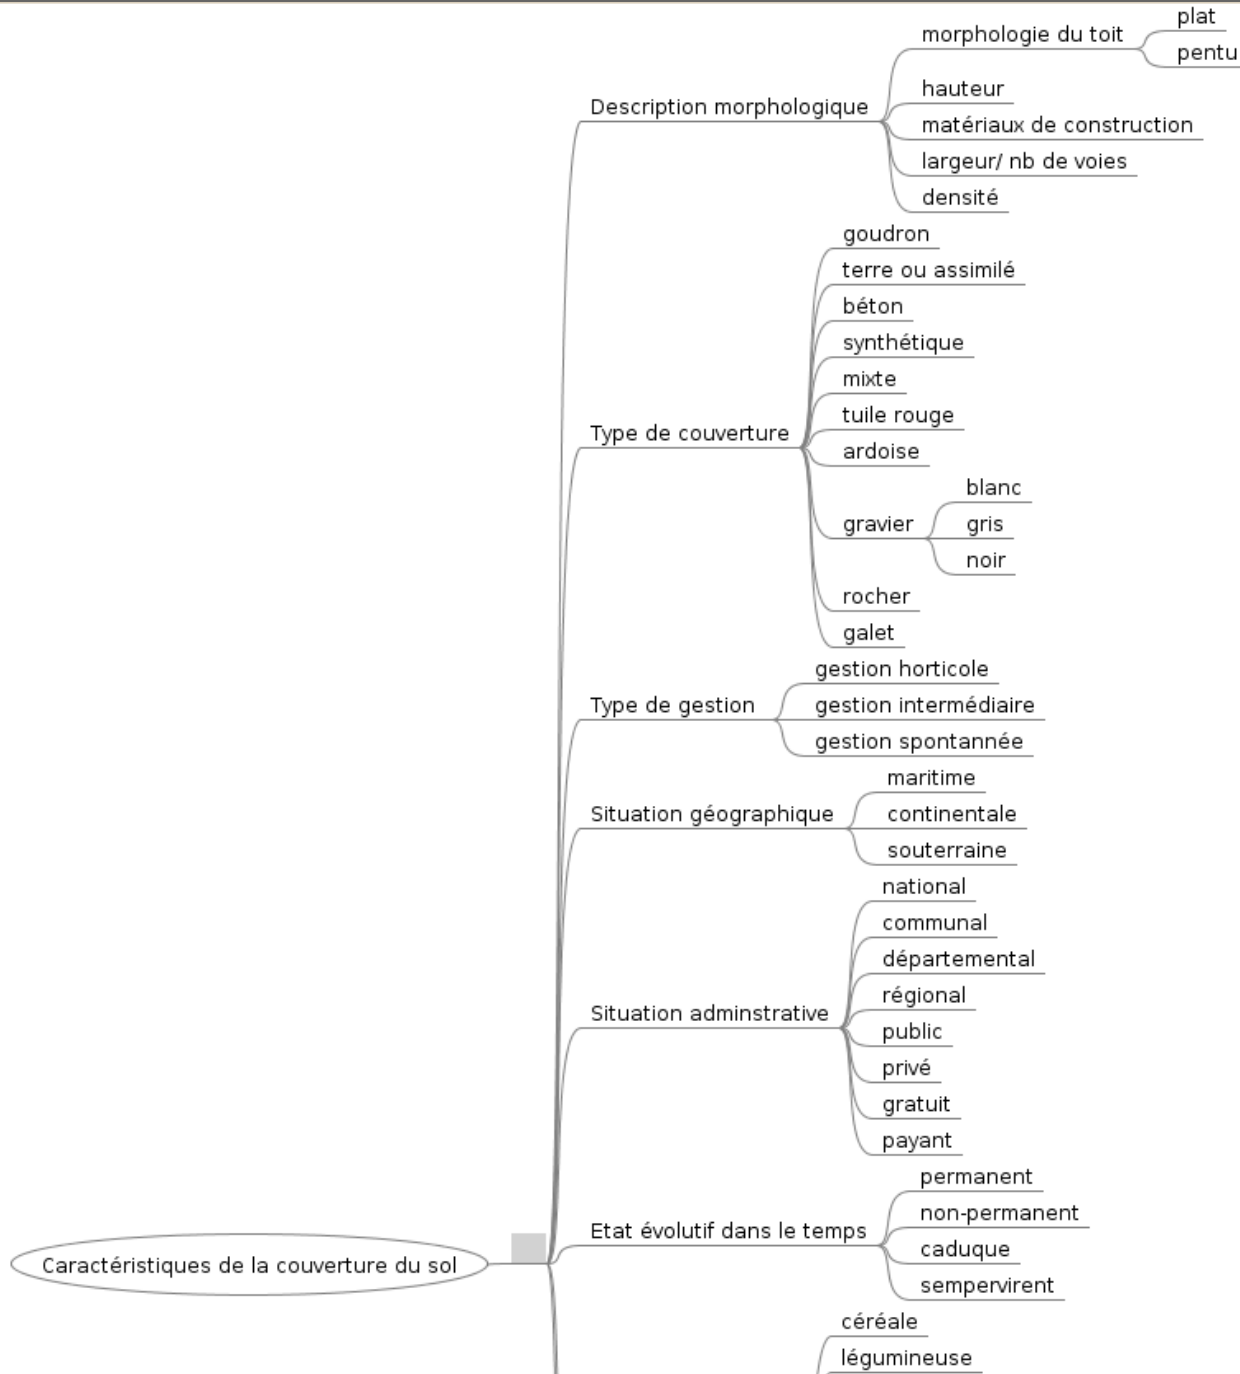 plat
morphologie du toit
pentu
hauteur
Description morphologique
matériaux de construction
largeur/ nb de voies
densité
goudron
terre ou assimilé
béton
synthétique
mixte
tuile rouge
Type de couverture
ardoise
blanc
gravier
gris
noir
rocher
galet
gestion horticole
Type de gestion
gestion intermédiaire
gestion spontannée
maritime
Situation géographique
continentale
souterraine
national
communal
départemental
régional
Situation adminstrative
public
privé
gratuit
payant
permanent
non-permanent
Etat évolutif dans le temps
caduque
Caractéristiques de la couverture du sol
sempervirent
céréale
légumineuse